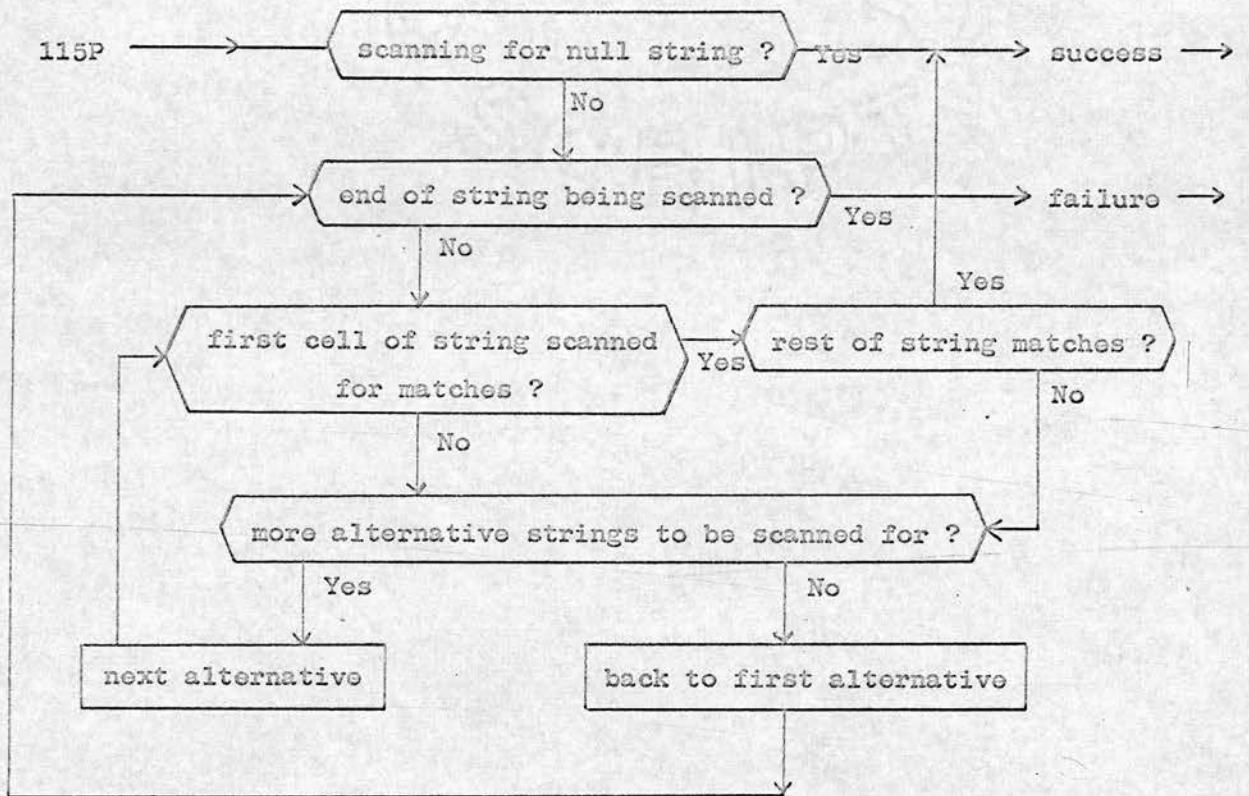 115P
scanning for null string ?
Yes
success
No
end of string being scanned ?
Yes
failure
No
Yes
first cell of string scanned
for matches ?
Yes
rest of string matches ?
No
No
more alternative strings to be scanned for ?
Yes
No
next alternative
back to first alternative